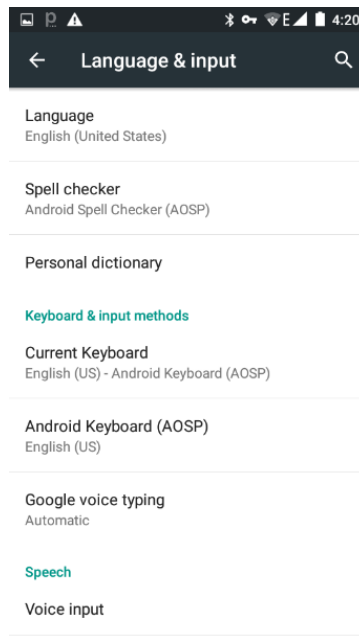 E 4:20
Language & input
Language
English (United States)
Spell checker
Android Spell Checker (AOSP)
Personal dictionary
Keyboard & input methods
Current Keyboard
English (US) - Android Keyboard (AOSP)
Android Keyboard (AOSP)
English (US)
Google voice typing
Automatic
Speech
Voice input